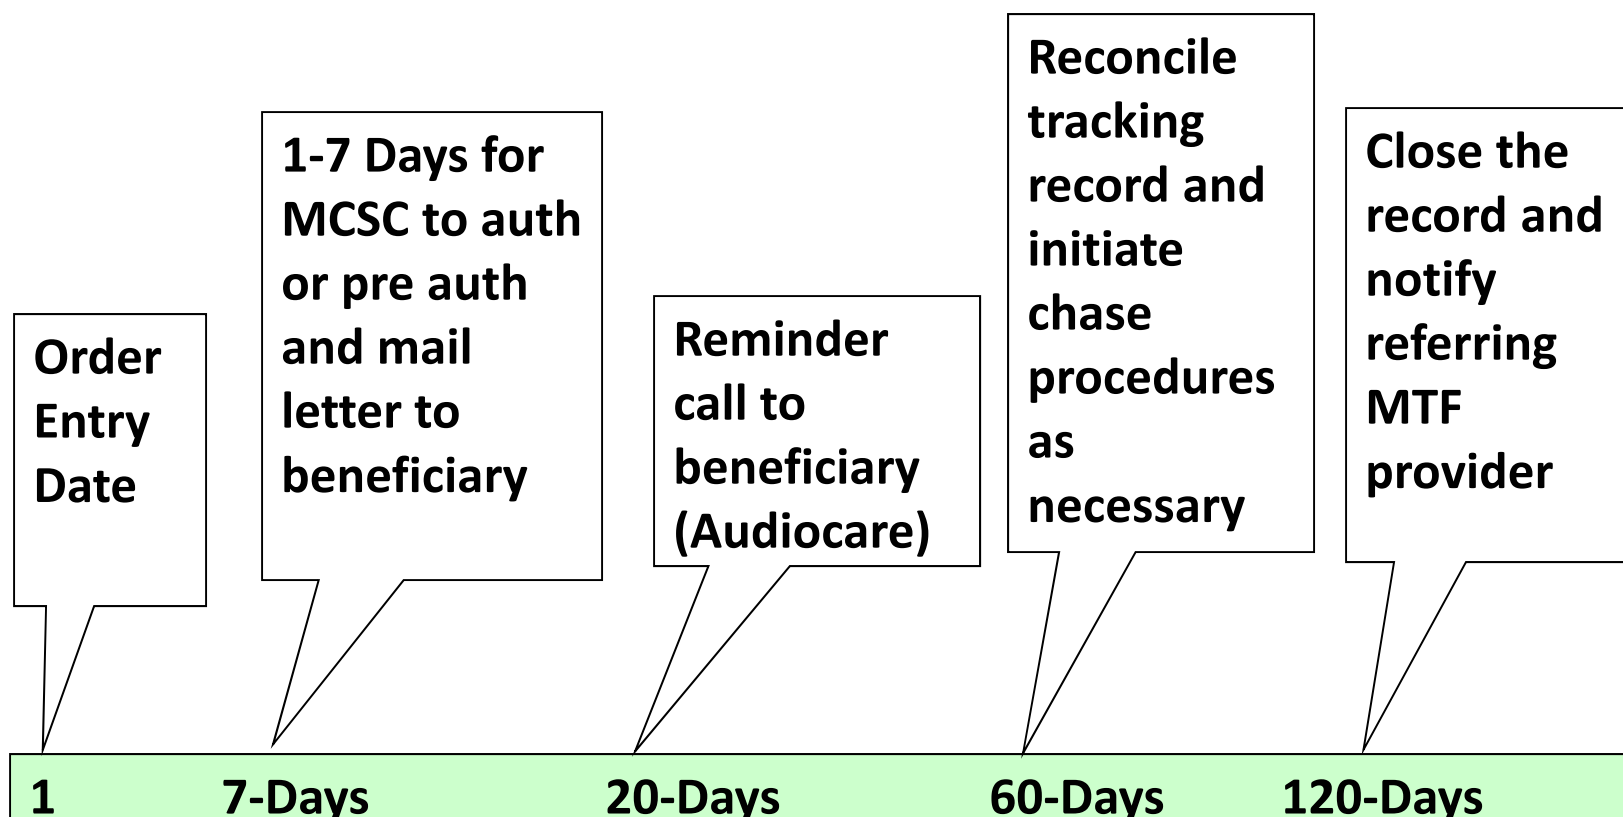 Order
Entry
Date
1-7 Days for
MCSC to auth
or pre auth
and mail
letter to
beneficiary
Reminder
call to
beneficiary
(Audiocare)
Reconcile
tracking
record and
initiate
chase
procedures
as
necessary
Close the
record and
notify
referring
MTF
provider
1 7-Days 20-Days 60-Days 120-Days